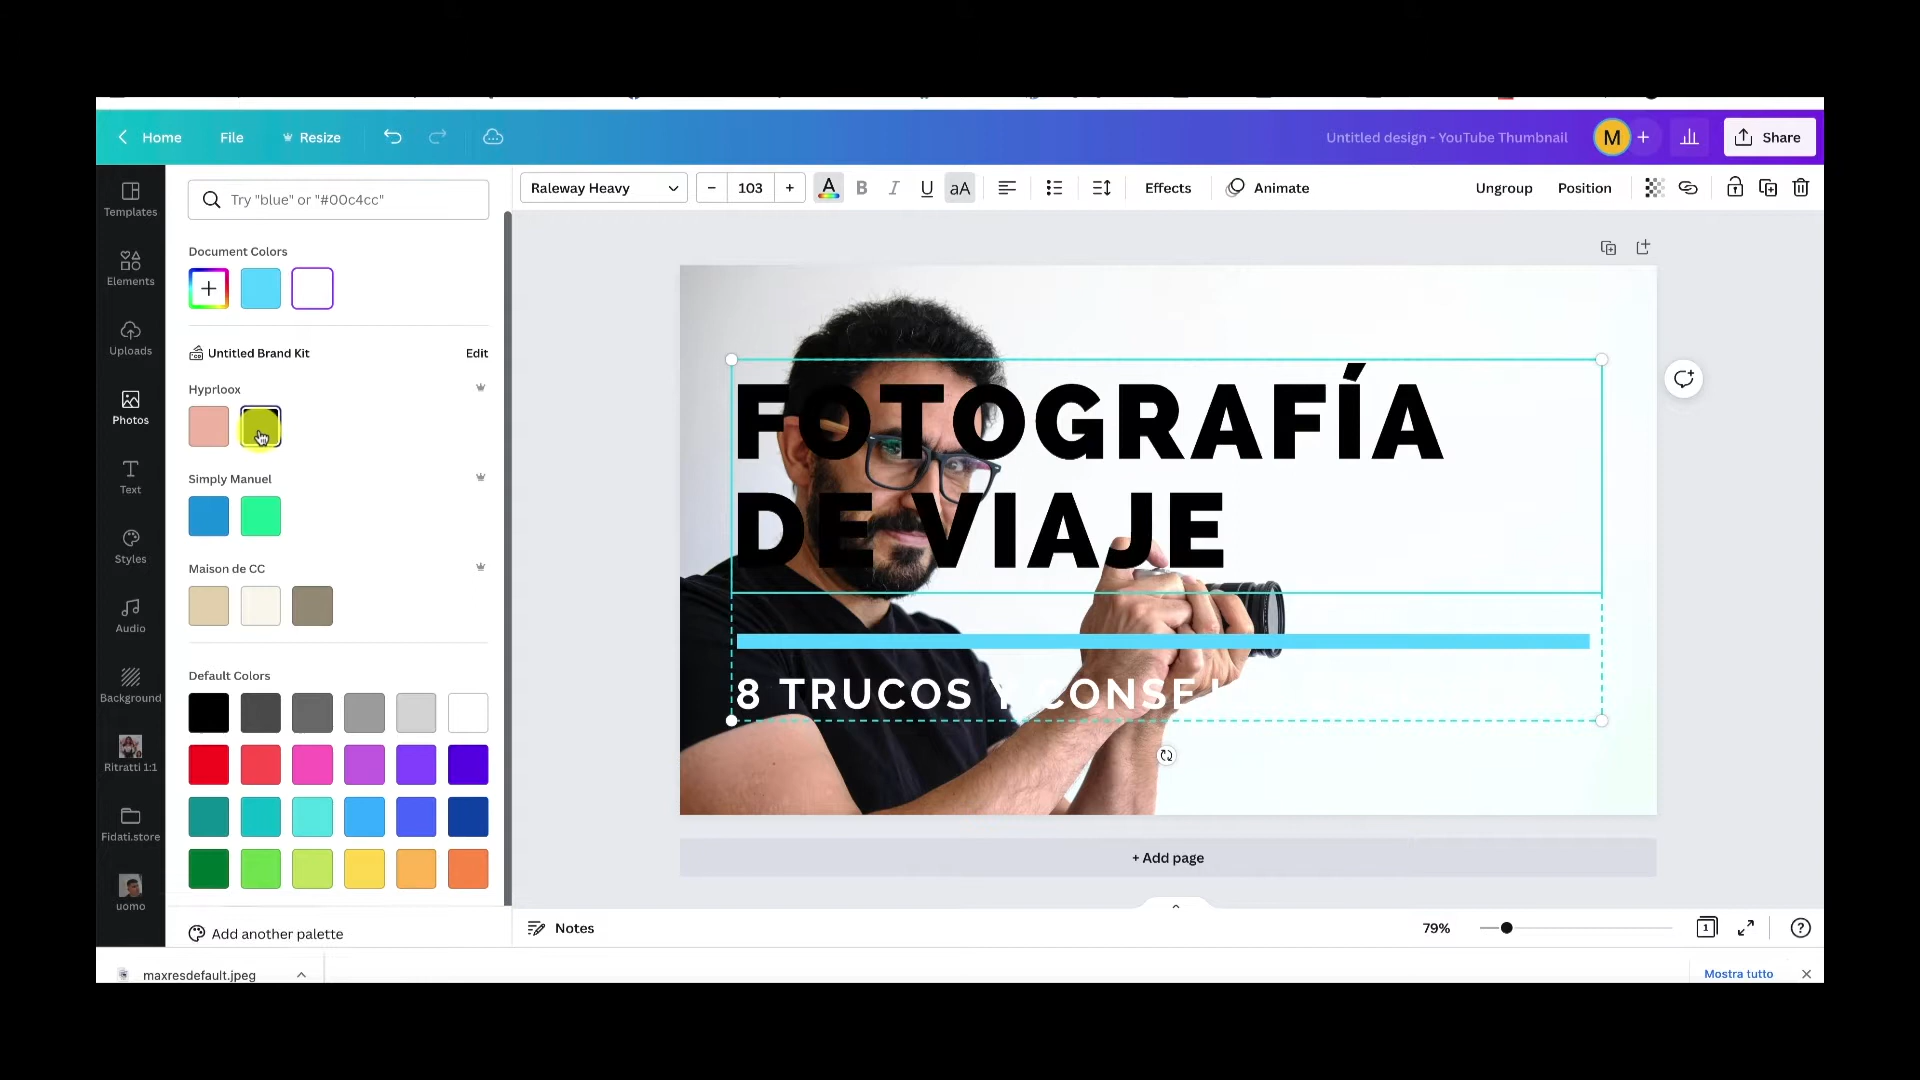 Home File Resize Untitled design - YouTube Thumbnail M + Share
Try "blue" or "#00c4cc" Raleway Heavy - 103 + A B I U aA Effects Animate Ungroup Position
Templates
Elements
Uploads
Photos
Text
Styles
Audio
Background
Ritratti 1:1
Fidati.store
uomo
Document Colors
Untitled Brand Kit Edit
Hyprloox
Simply Manuel
Maison de CC
Default Colors
Add another palette
FOTOGRAFÍA
DE VIAJE
8 TRUCOS Y CONSEJ
+ Add page
Notes 79% 1 ?
maxresdefault.jpeg Mostra tutto